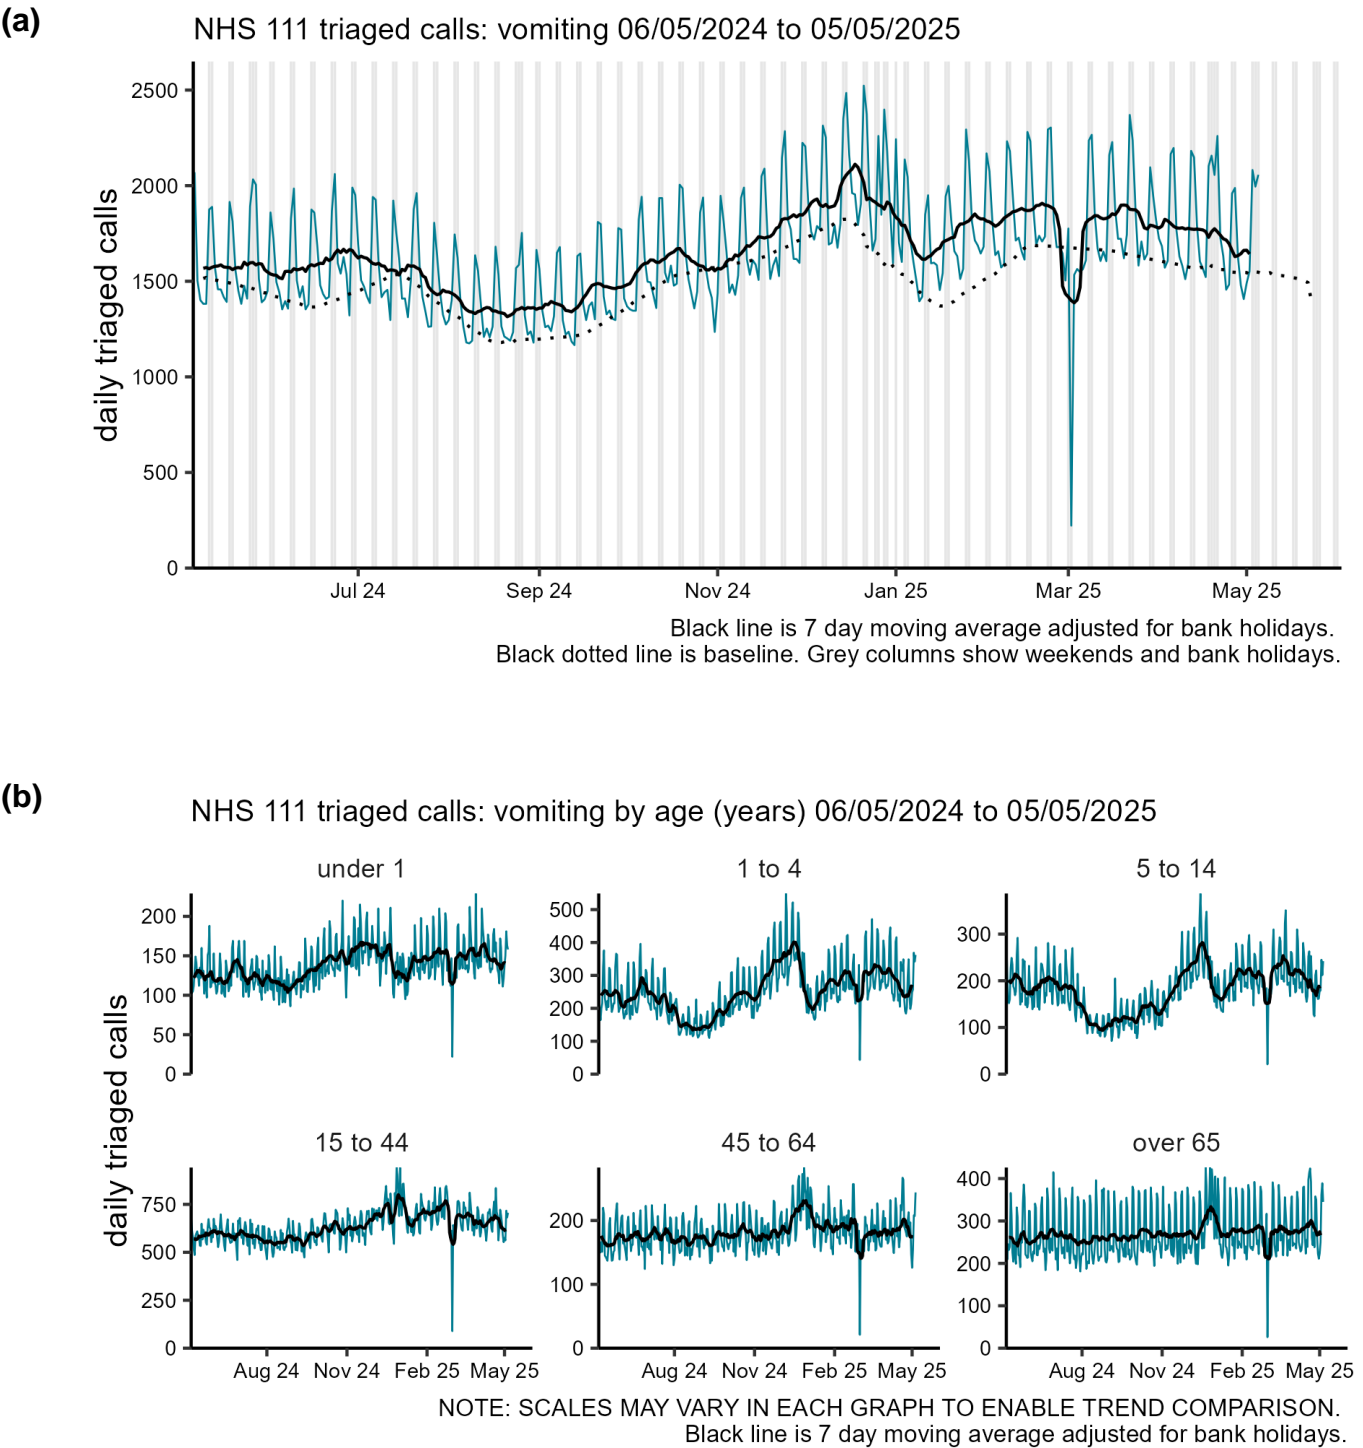 (a)
NHS 111 triaged calls: vomiting 06/05/2024 to 05/05/2025
2500
2000
1500
1000
500
0
daily triaged calls
Jul 24 Sep 24 Nov 24 Jan 25 Mar 25 May 25
Black line is 7 day moving average adjusted for bank holidays.
Black dotted line is baseline. Grey columns show weekends and bank holidays.
(b)
NHS 111 triaged calls: vomiting by age (years) 06/05/2024 to 05/05/2025
daily triaged calls
under 1
200
150
100
50
0
1 to 4
500
400
300
200
100
0
5 to 14
300
200
100
0
15 to 44
750
500
250
0
Aug 24 Nov 24 Feb 25 May 25
45 to 64
200
100
0
Aug 24 Nov 24 Feb 25 May 25
over 65
400
300
200
100
0
Aug 24 Nov 24 Feb 25 May 25
NOTE: SCALES MAY VARY IN EACH GRAPH TO ENABLE TREND COMPARISON.
Black line is 7 day moving average adjusted for bank holidays.